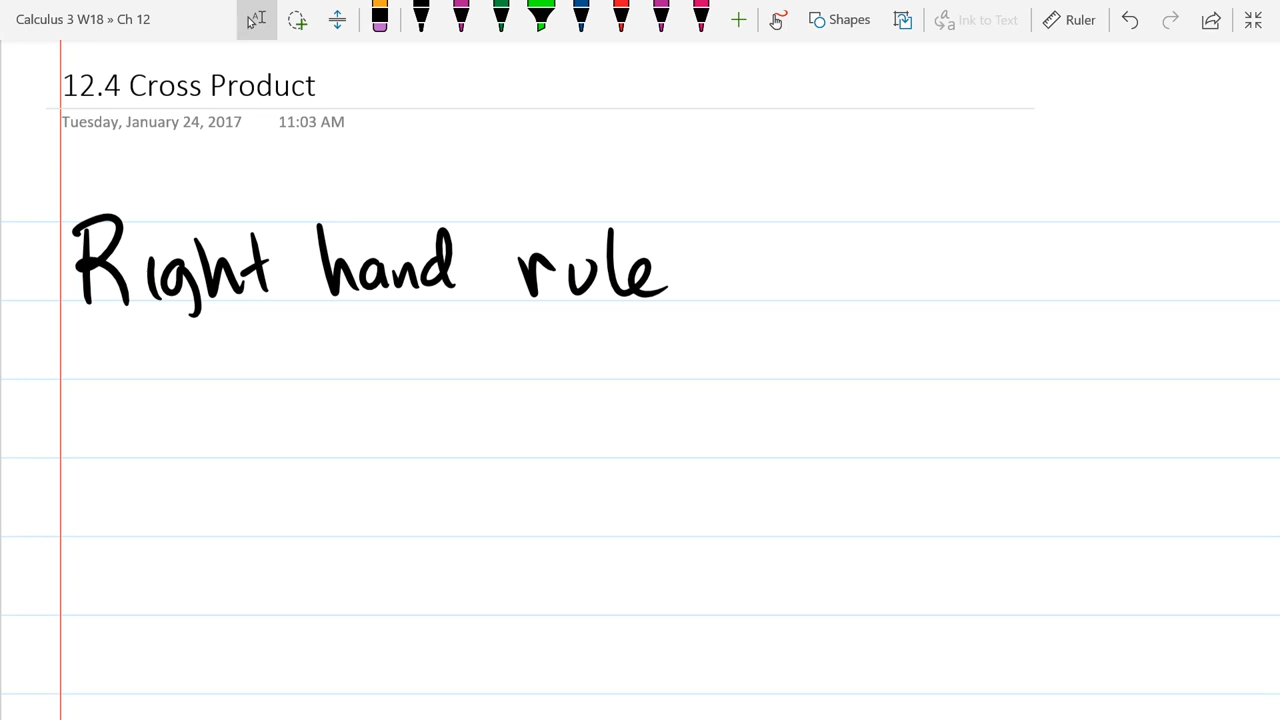 Calculus 3 W18 » Ch 12
Shapes
Ink to Text
Ruler
12.4 Cross Product
Tuesday, January 24, 2017 11:03 AM
Right hand rule